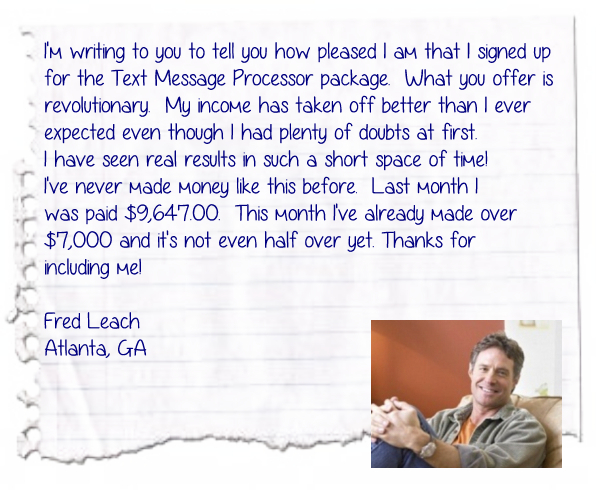 I'm writing to you to tell you how pleased I am that I signed up
for the Text Message Processor package.  What you offer is
revolutionary.  My income has taken off better than I ever
expected even though I had plenty of doubts at first.
I have seen real results in such a short space of time!
I've never made money like this before.  Last month I
was paid $9,647.00.  This month I've already made over
$7,000 and it's not even half over yet. Thanks for
including me!
Fred Leach
Atlanta, GA